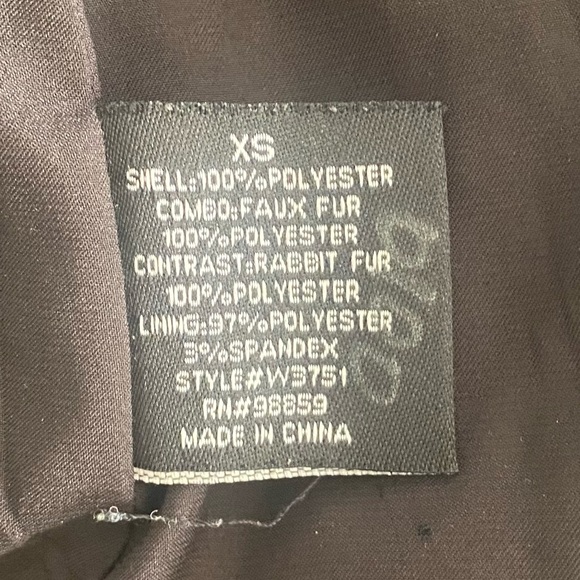 XS
SHELL:100%POLYESTER
COMBO:FAUX FUR
100%POLYESTER
CONTRAST:RABBIT FUR
100%POLYESTER
LINING:97%POLYESTER
3%SPANDEX
STYLE#W3751
RN#98859
MADE IN CHINA